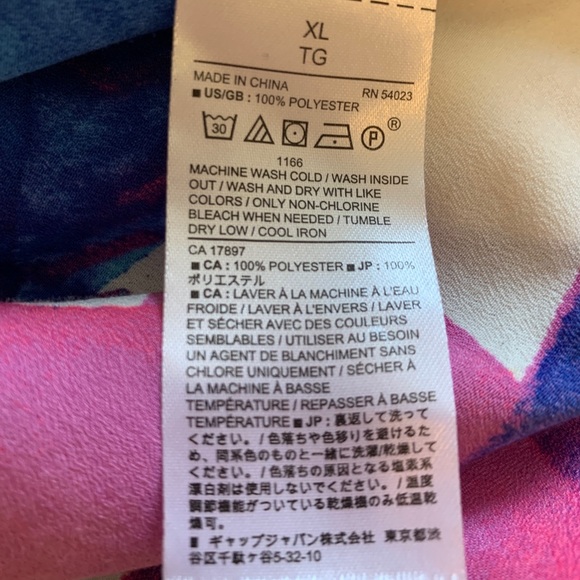 XL
TG
MADE IN CHINA RN 54023
■ US/GB : 100% POLYESTER
30 P ®
1166
MACHINE WASH COLD / WASH INSIDE
OUT / WASH AND DRY WITH LIKE
COLORS / ONLY NON-CHLORINE
BLEACH WHEN NEEDED / TUMBLE
DRY LOW / COOL IRON
CA 17897
■ CA : 100% POLYESTER ■ JP : 100%
ポリエステル
■ CA : LAVER À LA MACHINE À L'EAU
FROIDE / LAVER À L'ENVERS / LAVER
ET SÉCHER AVEC DES COULEURS
SEMBLABLES / UTILISER AU BESOIN
UN AGENT DE BLANCHIMENT SANS
CHLORE UNIQUEMENT / SÉCHER À
LA MACHINE À BASSE
TEMPÉRATURE / REPASSER À BASSE
TEMPÉRATURE ■ JP : 裏返して洗って
ください。/ 色落ちや色移りを避けるた
め、同系色のものと一緒に洗濯/乾燥して
ください。/ 色落ちの原因となる塩素系
漂白剤は使用しないでください。/ 温度
調節機能がついている乾燥機のみ低温乾
燥可。
■ ギャップジャパン㈱ 東京都渋
谷区千駄ヶ谷5-32-10